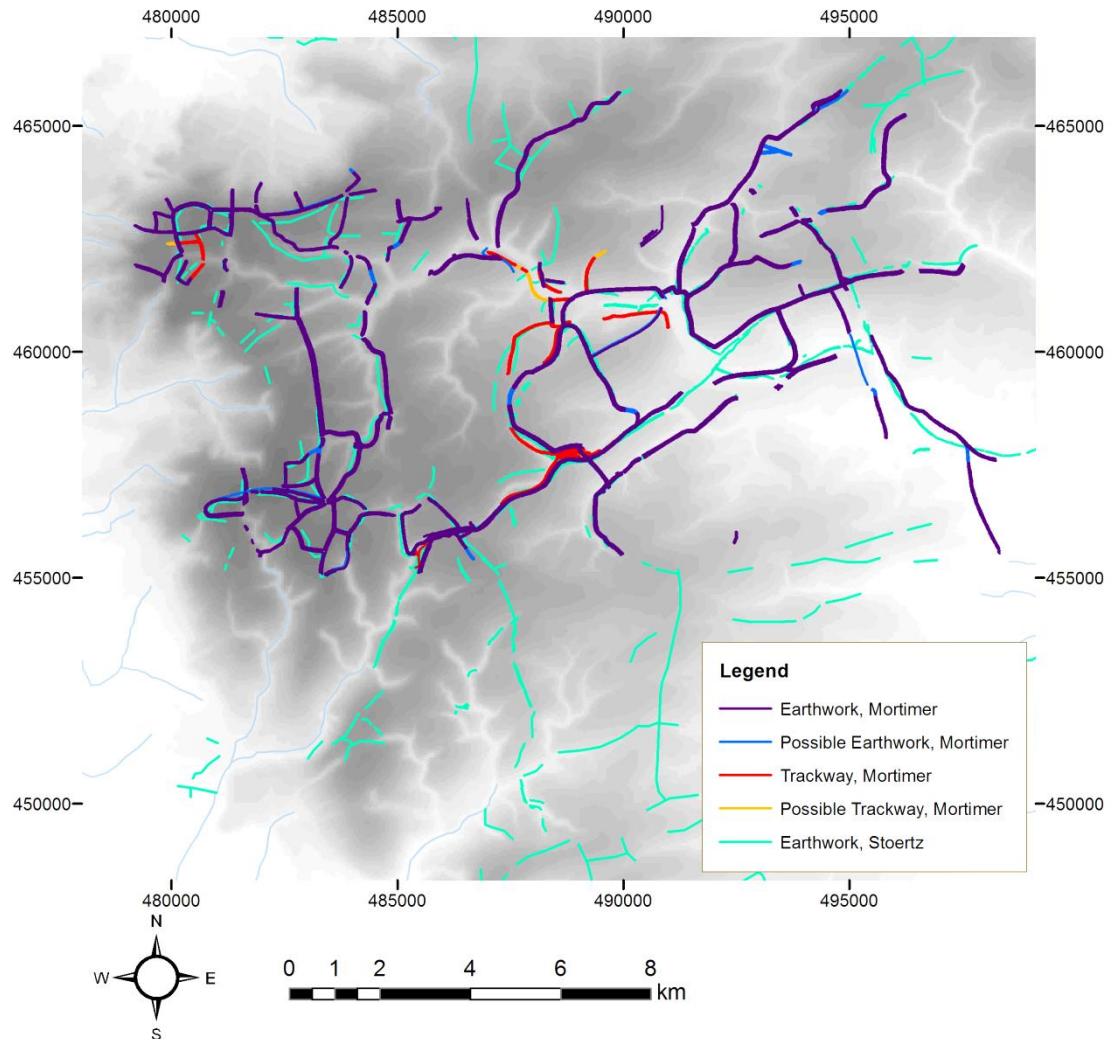 480000 485000 490000 495000
465000 465000
460000 460000
455000 455000
450000 450000
Legend
Earthwork, Mortimer
Possible Earthwork, Mortimer
Trackway, Mortimer
Possible Trackway, Mortimer
Earthwork, Stoertz
480000 485000 490000 495000
N
W E
S
0 1 2 4 6 8
km